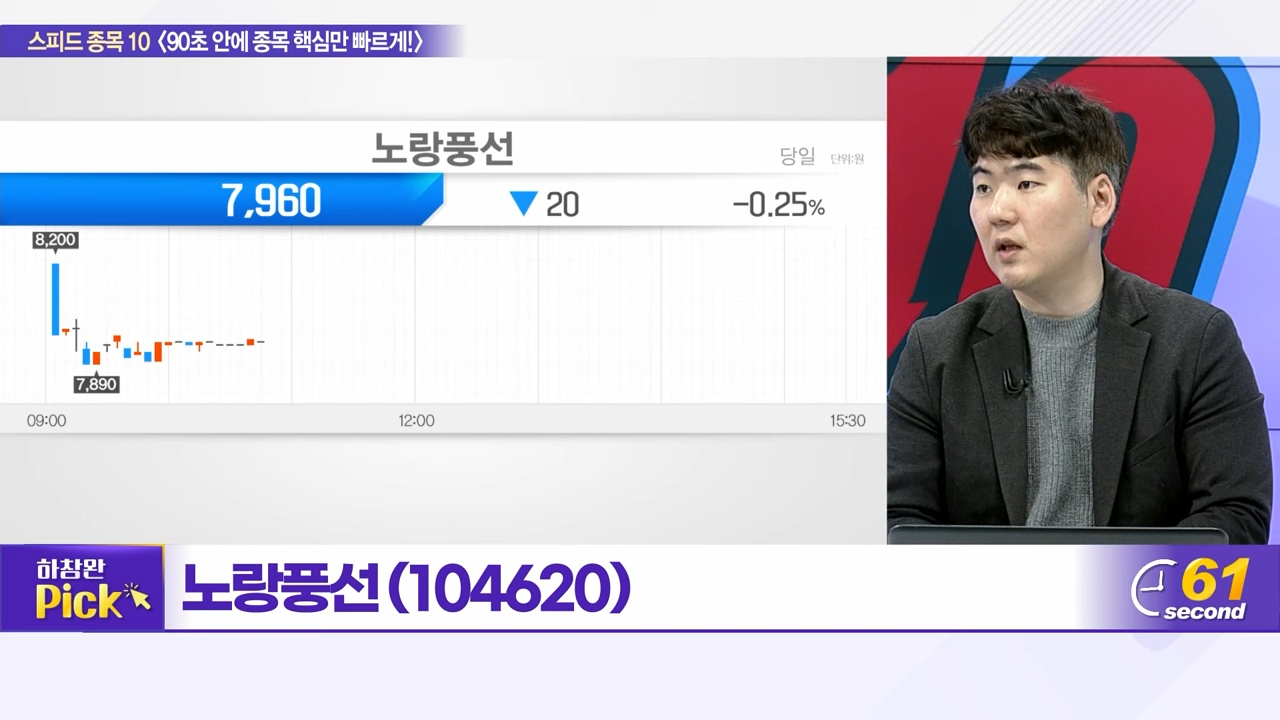 스피드 종목 10 〈90초 안에 종목 핵심만 빠르게!〉
노랑풍선
당일 단위:원
7,960 ▼ 20 -0.25%
8,200
7,890
09:00 12:00 15:30
하창완
Pick
노랑풍선 (104620)
61
second